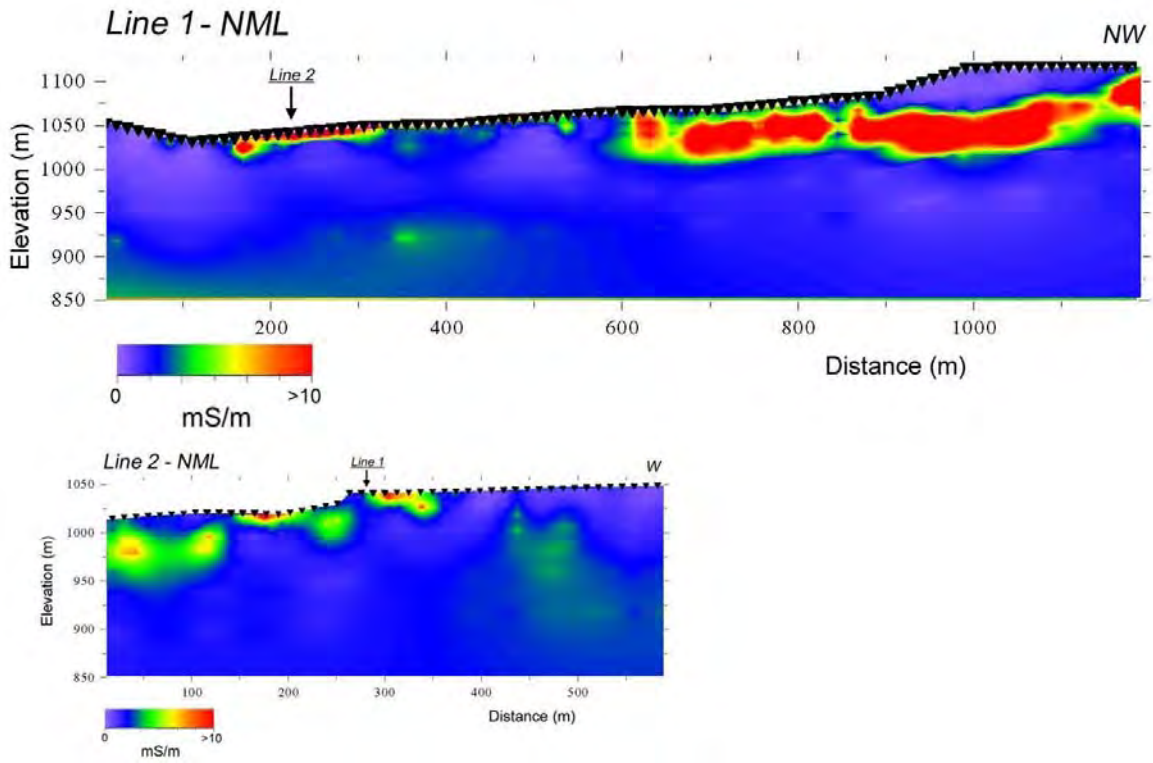 Line 1 - NML
NW
Line 2
1100
1050
1000
950
900
850
Elevation (m)
200
400
600
800
1000
Distance (m)
0
>10
mS/m
Line 2 - NML
Line 1
W
1050
1000
950
900
850
Elevation (m)
100
200
300
400
500
Distance (m)
0
>10
mS/m